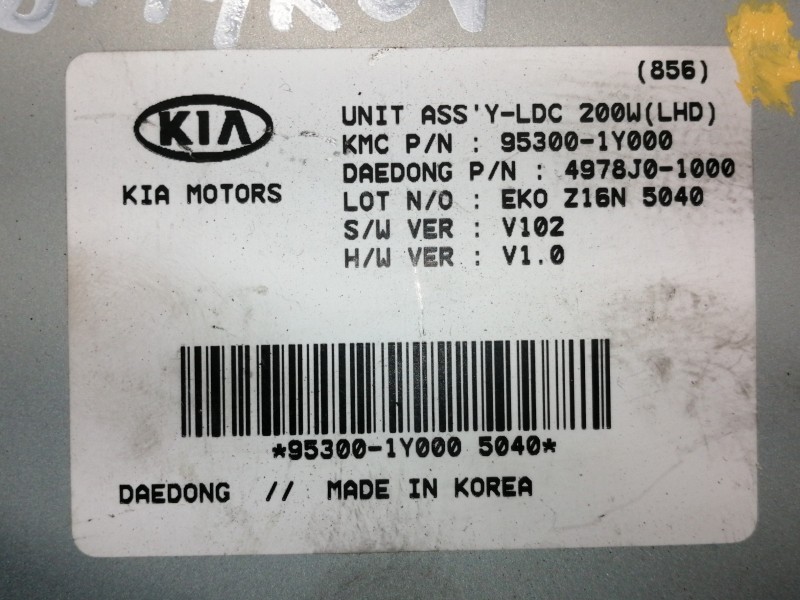 (856)
KIA
KIA MOTORS
UNIT ASS'Y-LDC 200W(LHD)
KMC P/N : 95300-1Y000
DAEDONG P/N : 4978J0-1000
LOT N/O : EKO Z16N 5040
S/W VER : V102
H/W VER : V1.0
*95300-1Y000 5040*
DAEDONG // MADE IN KOREA